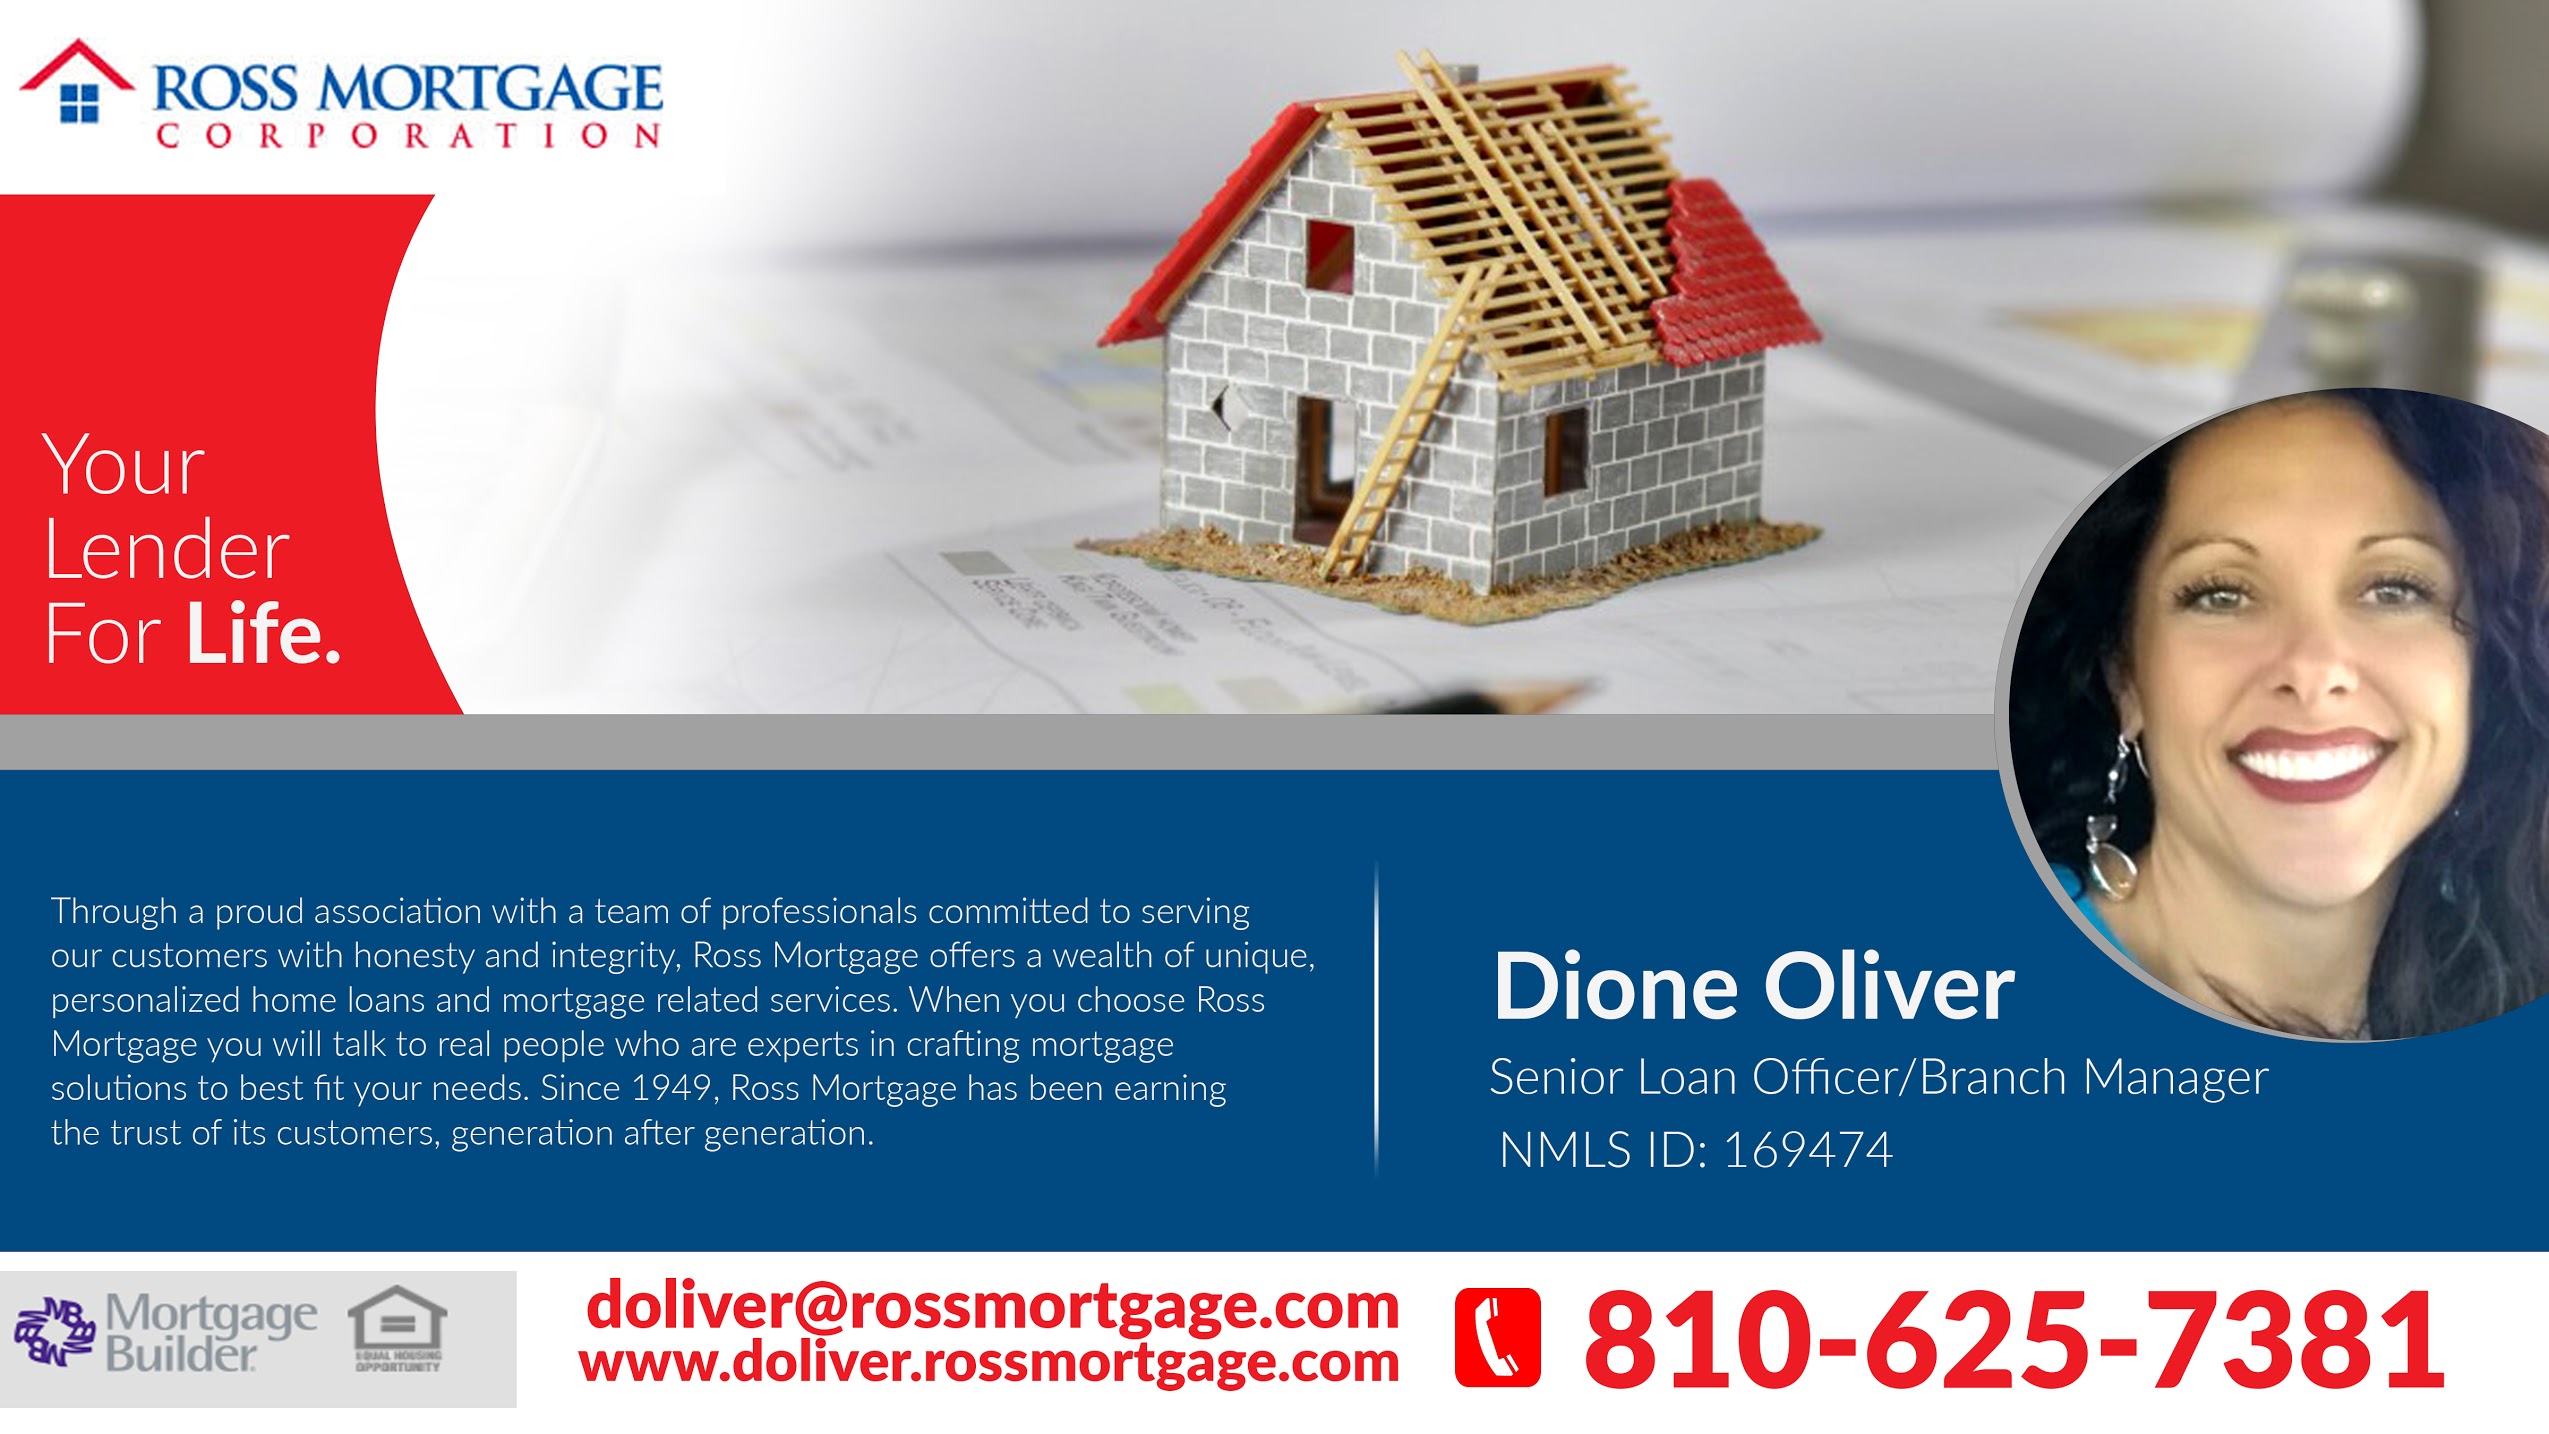 ROSS MORTGAGE
CORPORATION
Your
Lender
For Life.
Through a proud association with a team of professionals committed to serving
our customers with honesty and integrity, Ross Mortgage offers a wealth of unique,
personalized home loans and mortgage related services. When you choose Ross
Mortgage you will talk to real people who are experts in crafting mortgage
solutions to best fit your needs. Since 1949, Ross Mortgage has been earning
the trust of its customers, generation after generation.
Dione Oliver
Senior Loan Officer/Branch Manager
NMLS ID: 169474
Mortgage
Builder
EQUAL HOUSING
OPPORTUNITY
doliver@rossmortgage.com
www.doliver.rossmortgage.com
810-625-7381